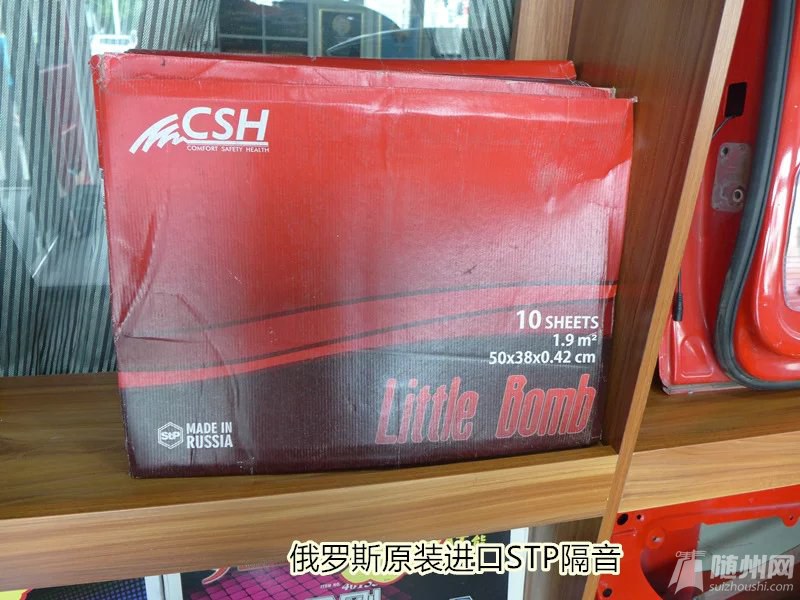 CSH
COMFORT SAFETY HEALTH
10 SHEETS
1.9 m²
50x38x0.42 cm
Little Bomb
StP
MADE IN
RUSSIA
俄罗斯原装进口STP隔音
随州网
suizhoushi.com